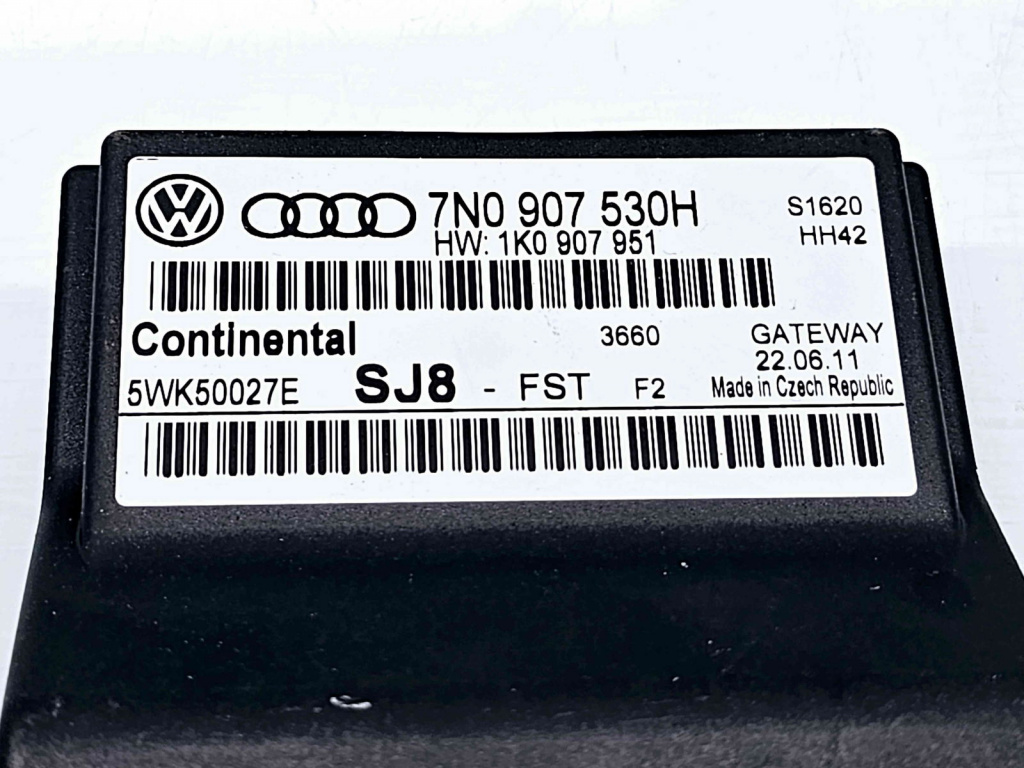 7N0 907 530H S1620
HW: 1K0 907 951 HH42
Continental 3660 GATEWAY
22.06.11
5WK50027E SJ8 - FST F2 Made in Czech Republic